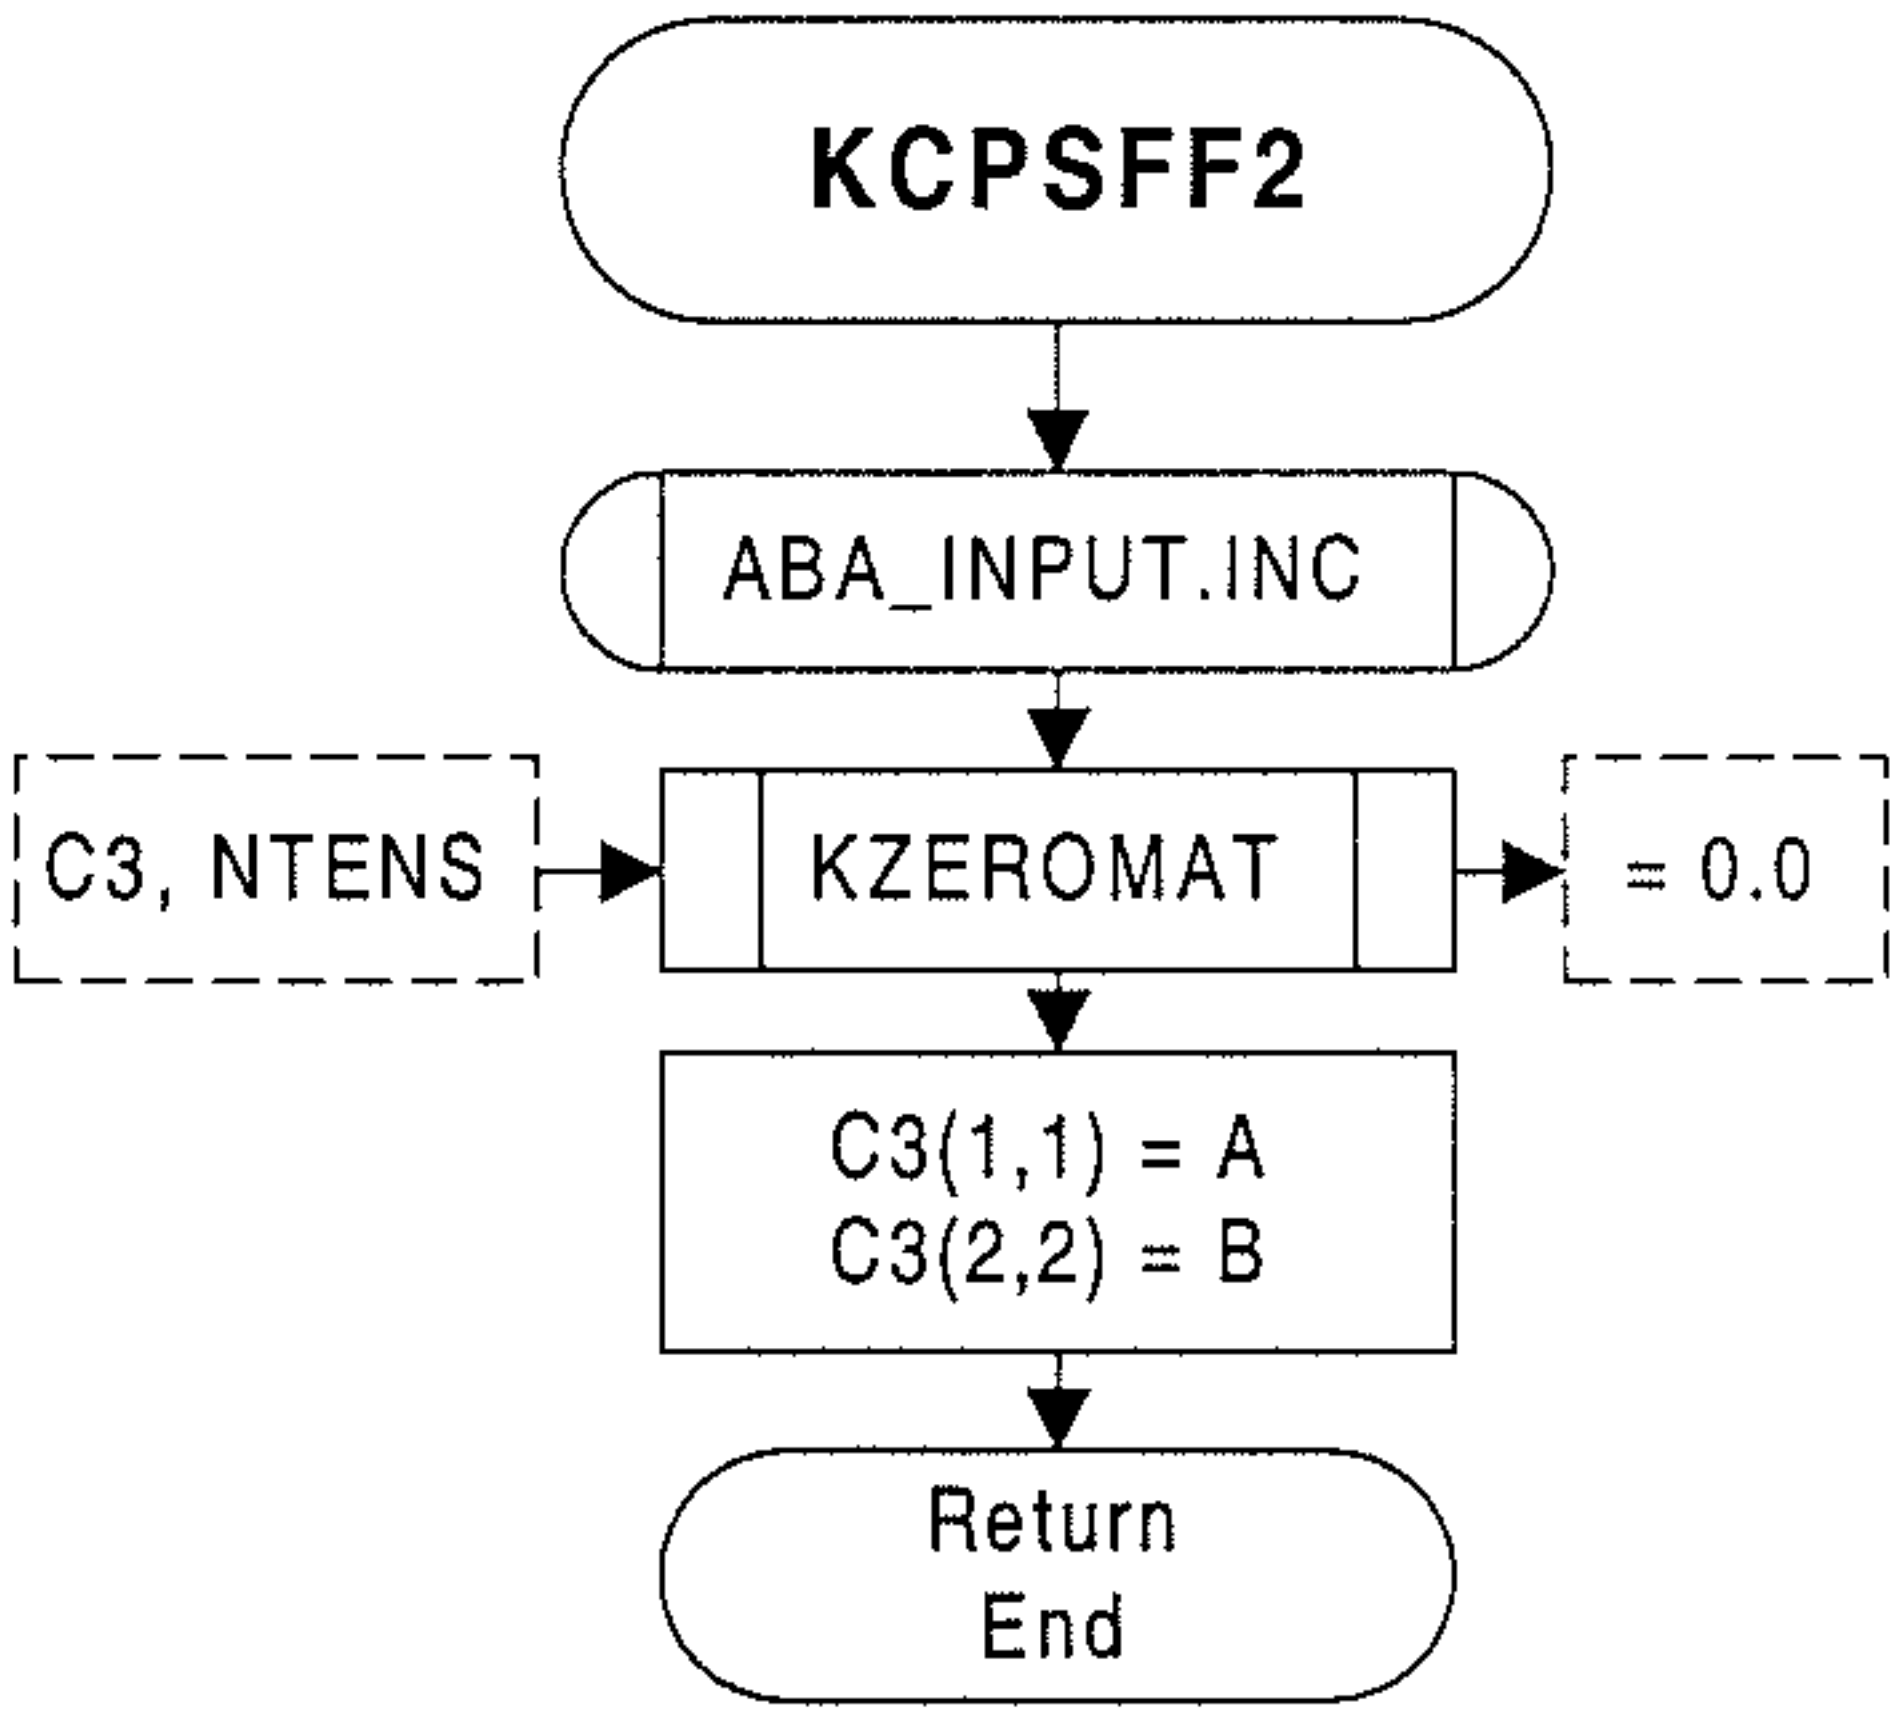 KCPSFF2
ABA_INPUT.INC
C3, NTENS
KZEROMAT
= 0.0
C3(1,1) = A
C3(2,2) = B
Return
End